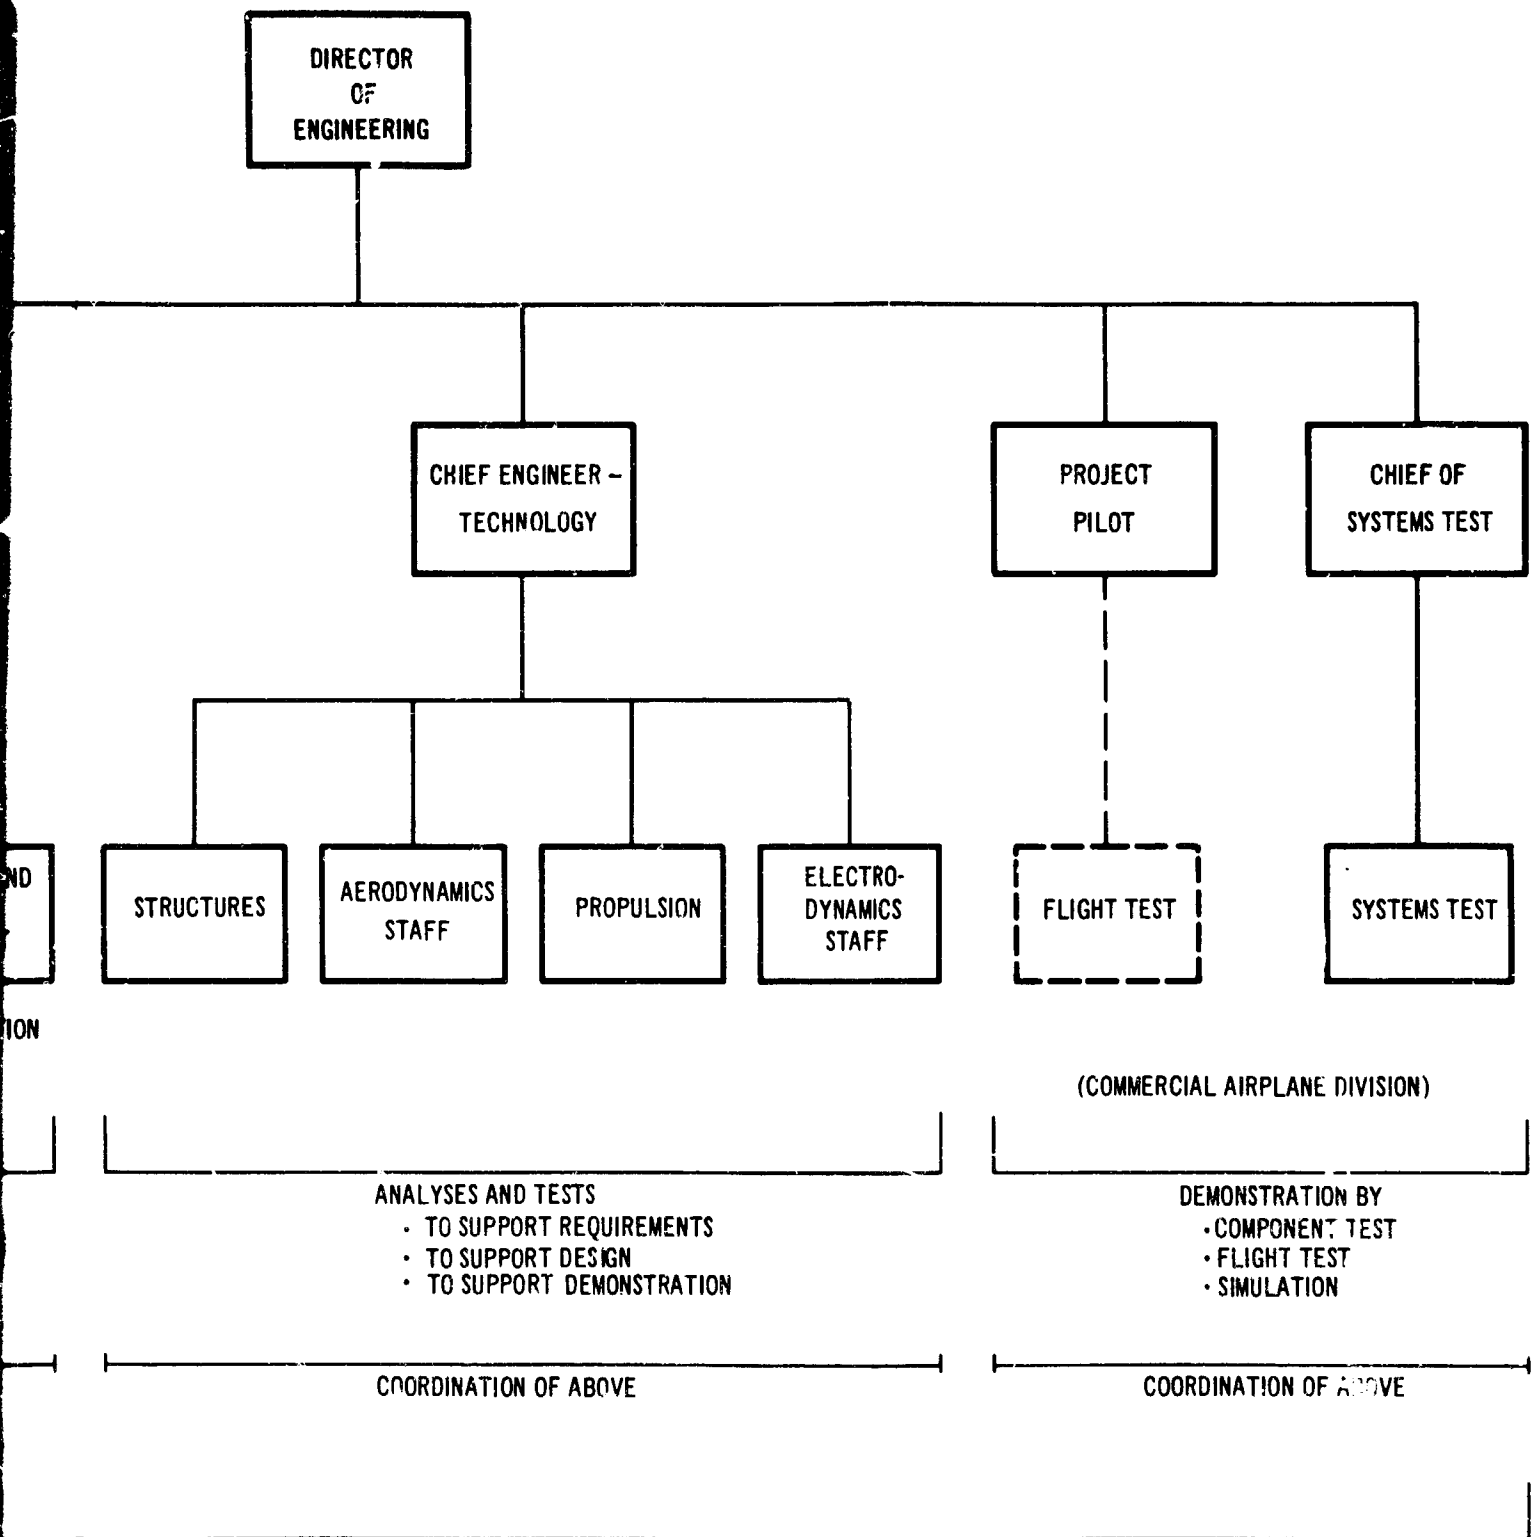 DIRECTOR
OF
ENGINEERING
CHIEF ENGINEER –
TECHNOLOGY
PROJECT
PILOT
CHIEF OF
SYSTEMS TEST
ND
STRUCTURES
AERODYNAMICS
STAFF
PROPULSION
ELECTRO-
DYNAMICS
STAFF
FLIGHT TEST
SYSTEMS TEST
TION
(COMMERCIAL AIRPLANE DIVISION)
ANALYSES AND TESTS
· TO SUPPORT REQUIREMENTS
· TO SUPPORT DESIGN
· TO SUPPORT DEMONSTRATION
DEMONSTRATION BY
· COMPONENT TEST
· FLIGHT TEST
· SIMULATION
COORDINATION OF ABOVE
COORDINATION OF ABOVE